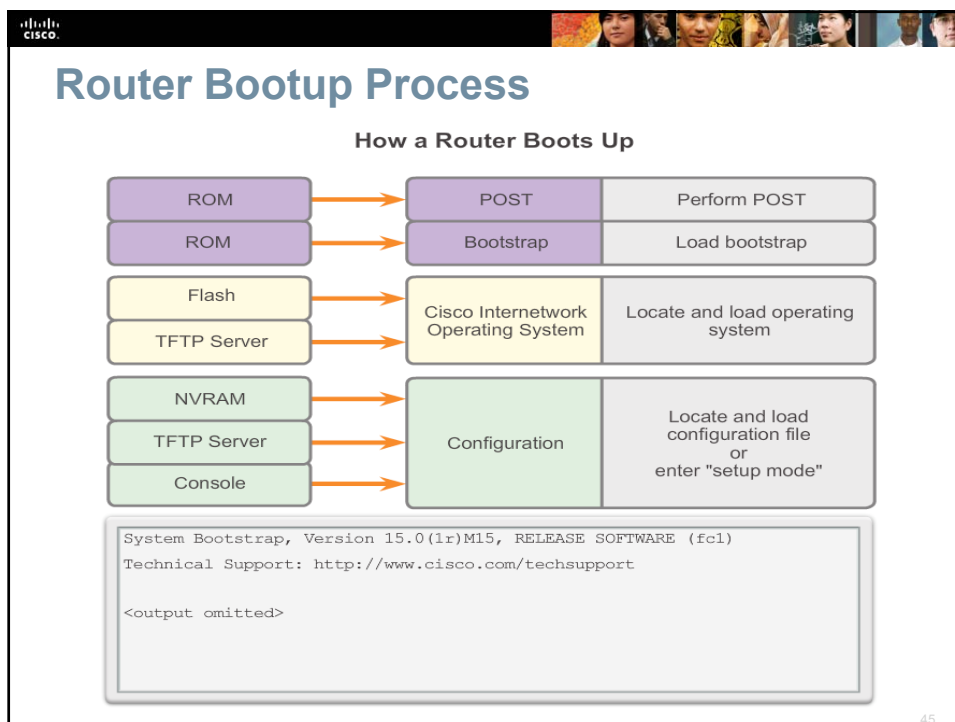 CISCO.
Router Bootup Process
How a Router Boots Up
ROM
POST
Perform POST
ROM
Bootstrap
Load bootstrap
Flash
TFTP Server
Cisco Internetwork
Operating System
Locate and load operating
system
NVRAM
TFTP Server
Console
Configuration
Locate and load
configuration file
or
enter "setup mode"
System Bootstrap, Version 15.0(1r)M15, RELEASE SOFTWARE (fc1)
Technical Support: http://www.cisco.com/techsupport
<output omitted>
45